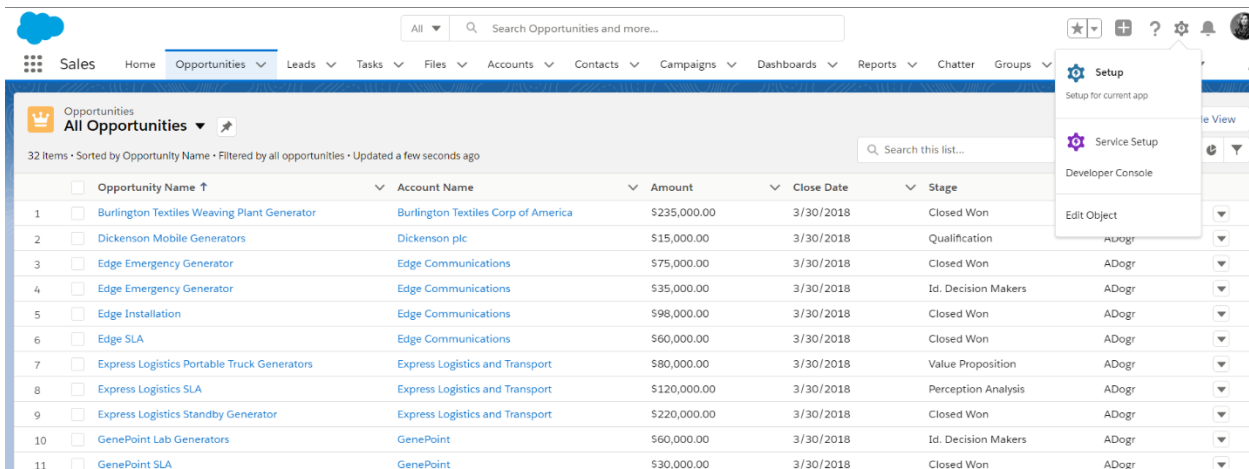 All Search Opportunities and more...
Sales Home Opportunities Leads Tasks Files Accounts Contacts Campaigns Dashboards Reports Chatter Groups
Setup
Setup for current app
Service Setup
Developer Console
Edit Object
Opportunities
All Opportunities
View
32 items • Sorted by Opportunity Name • Filtered by all opportunities • Updated a few seconds ago
Search this list...
Opportunity Name ↑ Account Name Amount Close Date Stage
1 Burlington Textiles Weaving Plant Generator Burlington Textiles Corp of America $235,000.00 3/30/2018 Closed Won
2 Dickenson Mobile Generators Dickenson plc $15,000.00 3/30/2018 Qualification ADogr
3 Edge Emergency Generator Edge Communications $75,000.00 3/30/2018 Closed Won ADogr
4 Edge Emergency Generator Edge Communications $35,000.00 3/30/2018 Id. Decision Makers ADogr
5 Edge Installation Edge Communications $98,000.00 3/30/2018 Closed Won ADogr
6 Edge SLA Edge Communications $60,000.00 3/30/2018 Closed Won ADogr
7 Express Logistics Portable Truck Generators Express Logistics and Transport $80,000.00 3/30/2018 Value Proposition ADogr
8 Express Logistics SLA Express Logistics and Transport $120,000.00 3/30/2018 Perception Analysis ADogr
9 Express Logistics Standby Generator Express Logistics and Transport $220,000.00 3/30/2018 Closed Won ADogr
10 GenePoint Lab Generators GenePoint $60,000.00 3/30/2018 Id. Decision Makers ADogr
11 GenePoint SLA GenePoint $30,000.00 3/30/2018 Closed Won ADogr